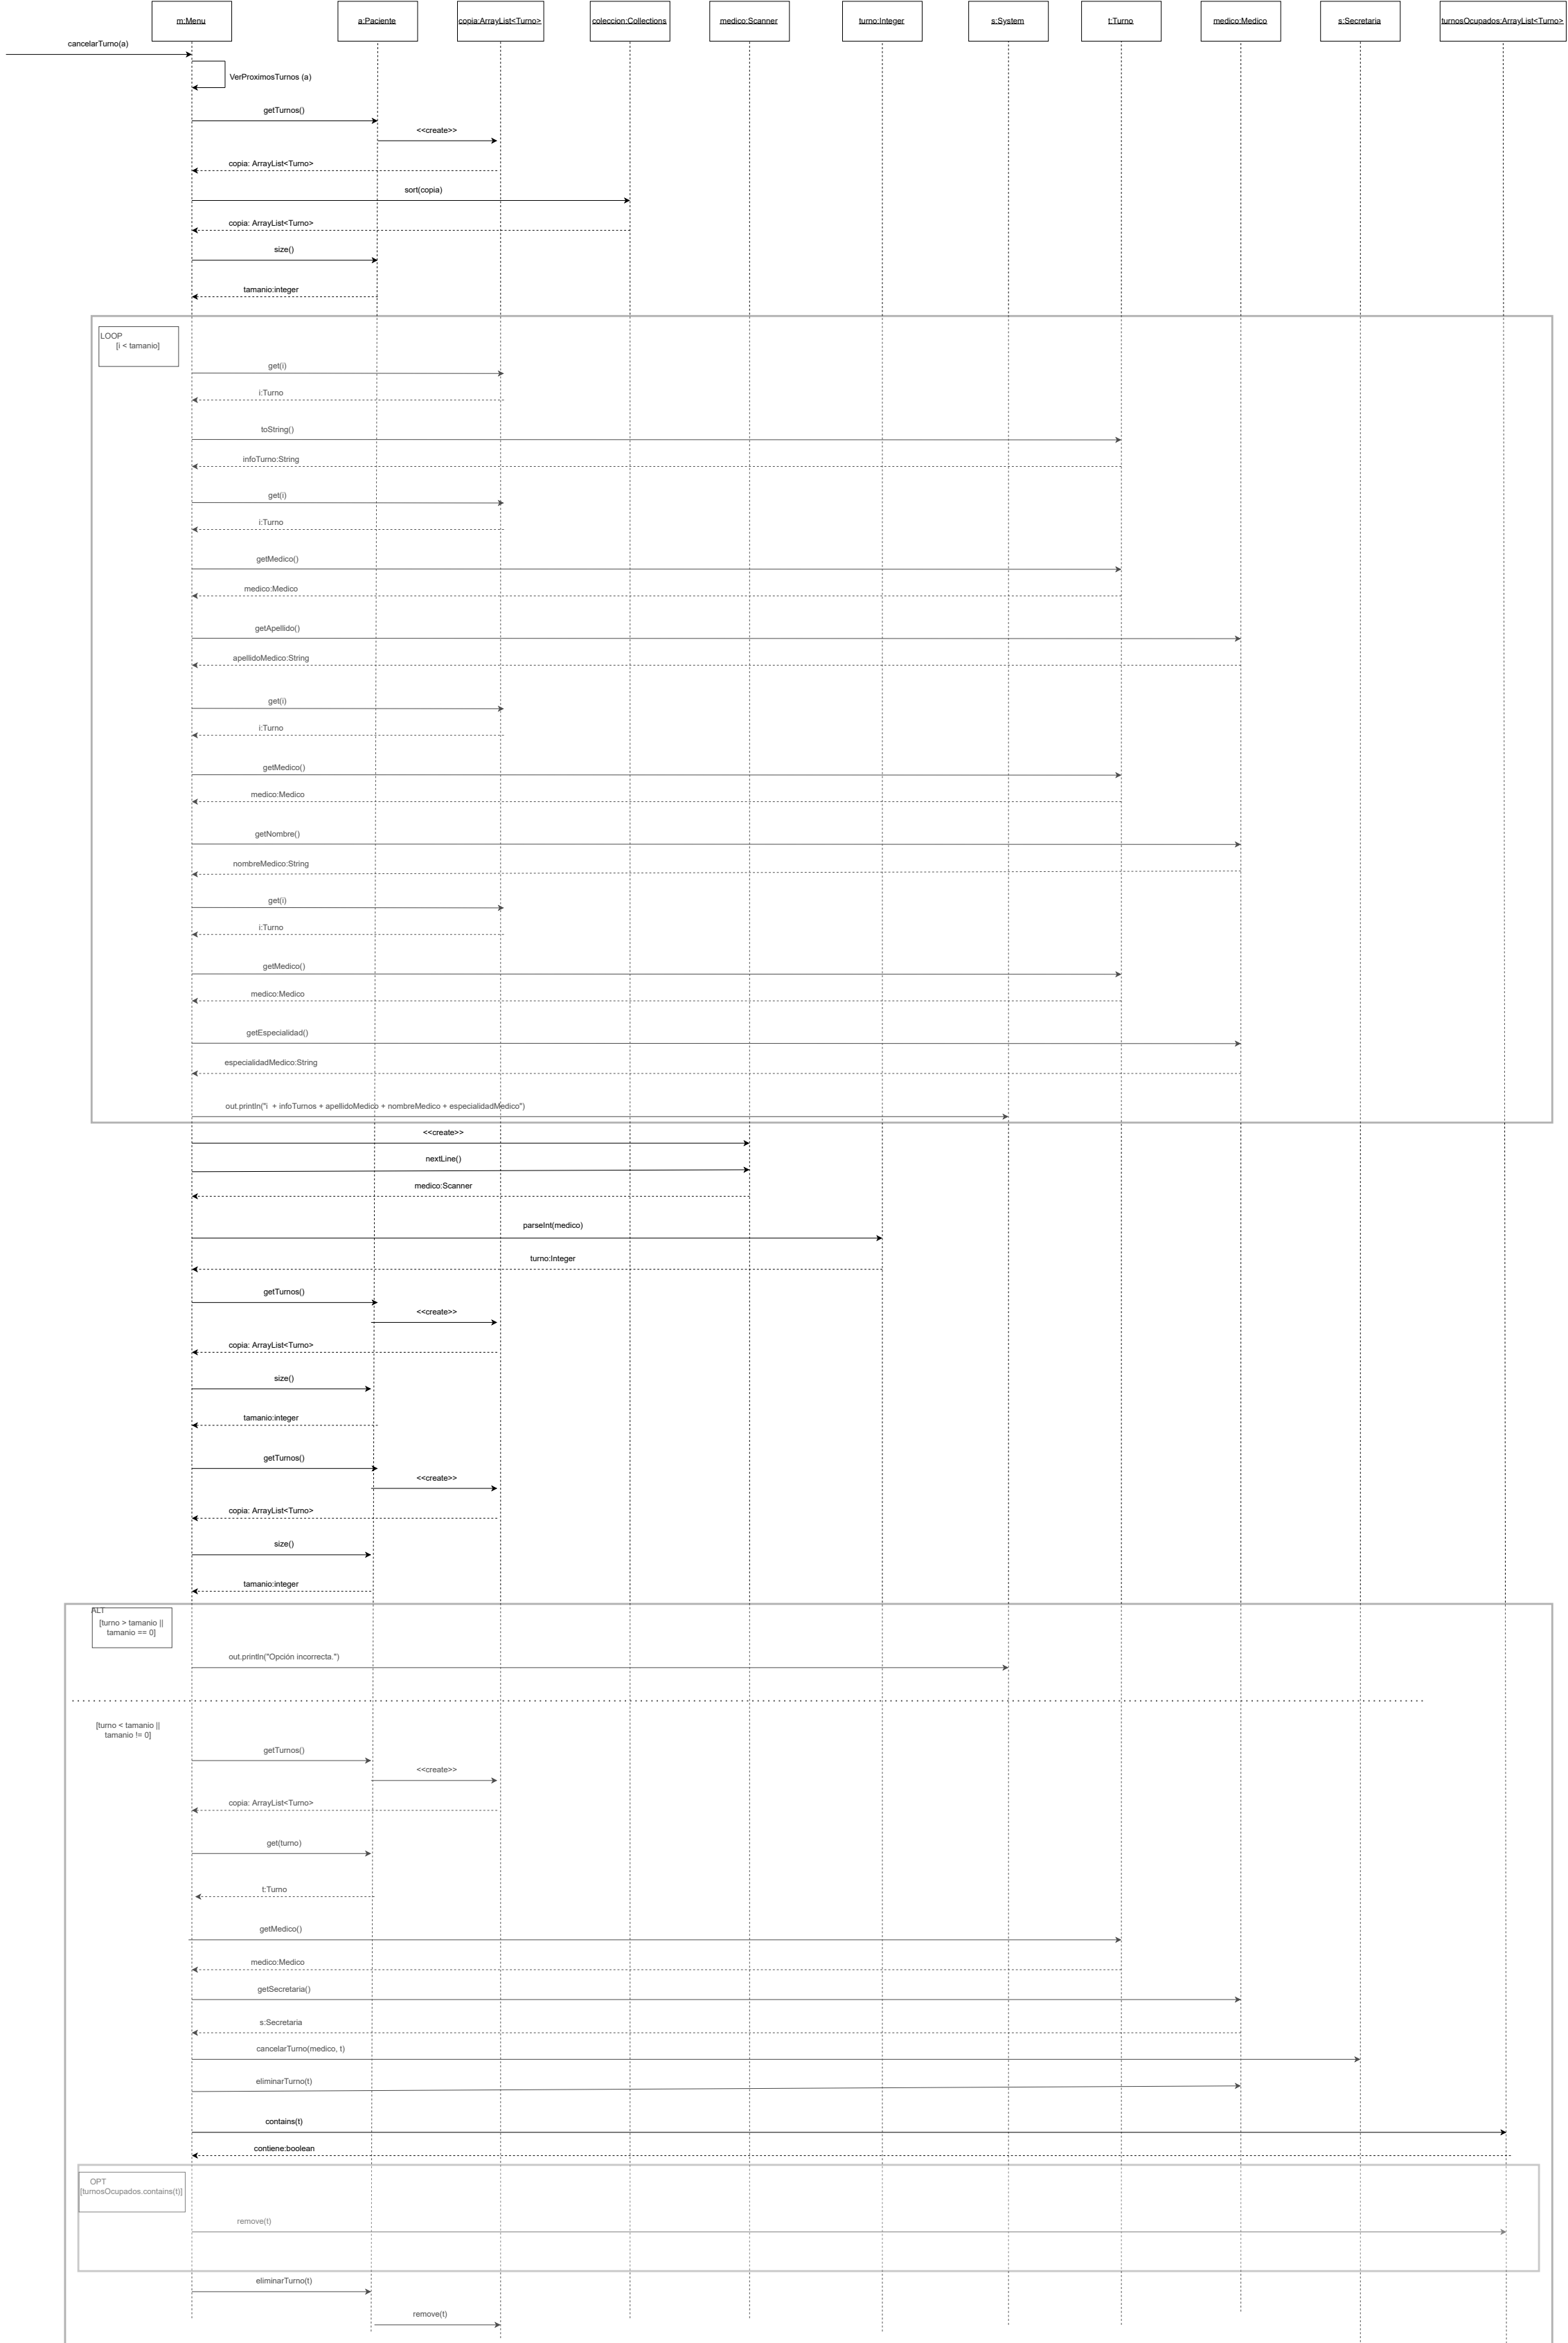 m:Menu
a:Paciente
copia:ArrayList<Turno>
coleccion:Collections
medico:Scanner
turno:Integer
s:System
t:Turno
medico:Medico
s:Secretaria
turnosOcupados:ArrayList<Turno>
cancelarTurno(a)
VerProximosTurnos (a)
getTurnos()
<<create>>
copia: ArrayList<Turno>
sort(copia)
copia: ArrayList<Turno>
size()
tamanio:integer
LOOP
[i < tamanio]
get(i)
i:Turno
toString()
infoTurno:String
get(i)
i:Turno
getMedico()
medico:Medico
getApellido()
apellidoMedico:String
get(i)
i:Turno
getMedico()
medico:Medico
getNombre()
nombreMedico:String
get(i)
i:Turno
getMedico()
medico:Medico
getEspecialidad()
especialidadMedico:String
out.println("i  + infoTurnos + apellidoMedico + nombreMedico + especialidadMedico")
<<create>>
nextLine()
medico:Scanner
parseInt(medico)
turno:Integer
getTurnos()
<<create>>
copia: ArrayList<Turno>
size()
tamanio:integer
getTurnos()
<<create>>
copia: ArrayList<Turno>
size()
tamanio:integer
ALT
[turno > tamanio ||
tamanio == 0]
out.println("Opción incorrecta.")
[turno < tamanio ||
tamanio != 0]
getTurnos()
<<create>>
copia: ArrayList<Turno>
get(turno)
t:Turno
getMedico()
medico:Medico
getSecretaria()
s:Secretaria
cancelarTurno(medico, t)
eliminarTurno(t)
contains(t)
contiene:boolean
OPT
[turnosOcupados.contains(t)]
remove(t)
eliminarTurno(t)
remove(t)